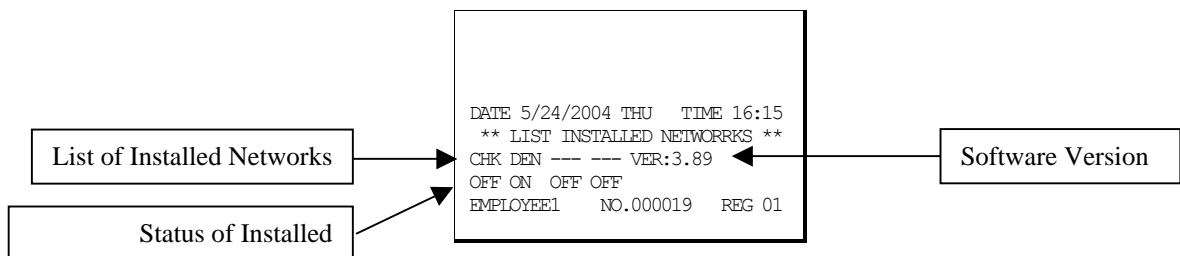 DATE 5/24/2004 THU TIME 16:15
** LIST INSTALLED NETWORRKS **
CHK DEN --- --- VER:3.89
OFF ON OFF OFF
EMPLOYEE1 NO.000019 REG 01
List of Installed Networks
Status of Installed
Software Version